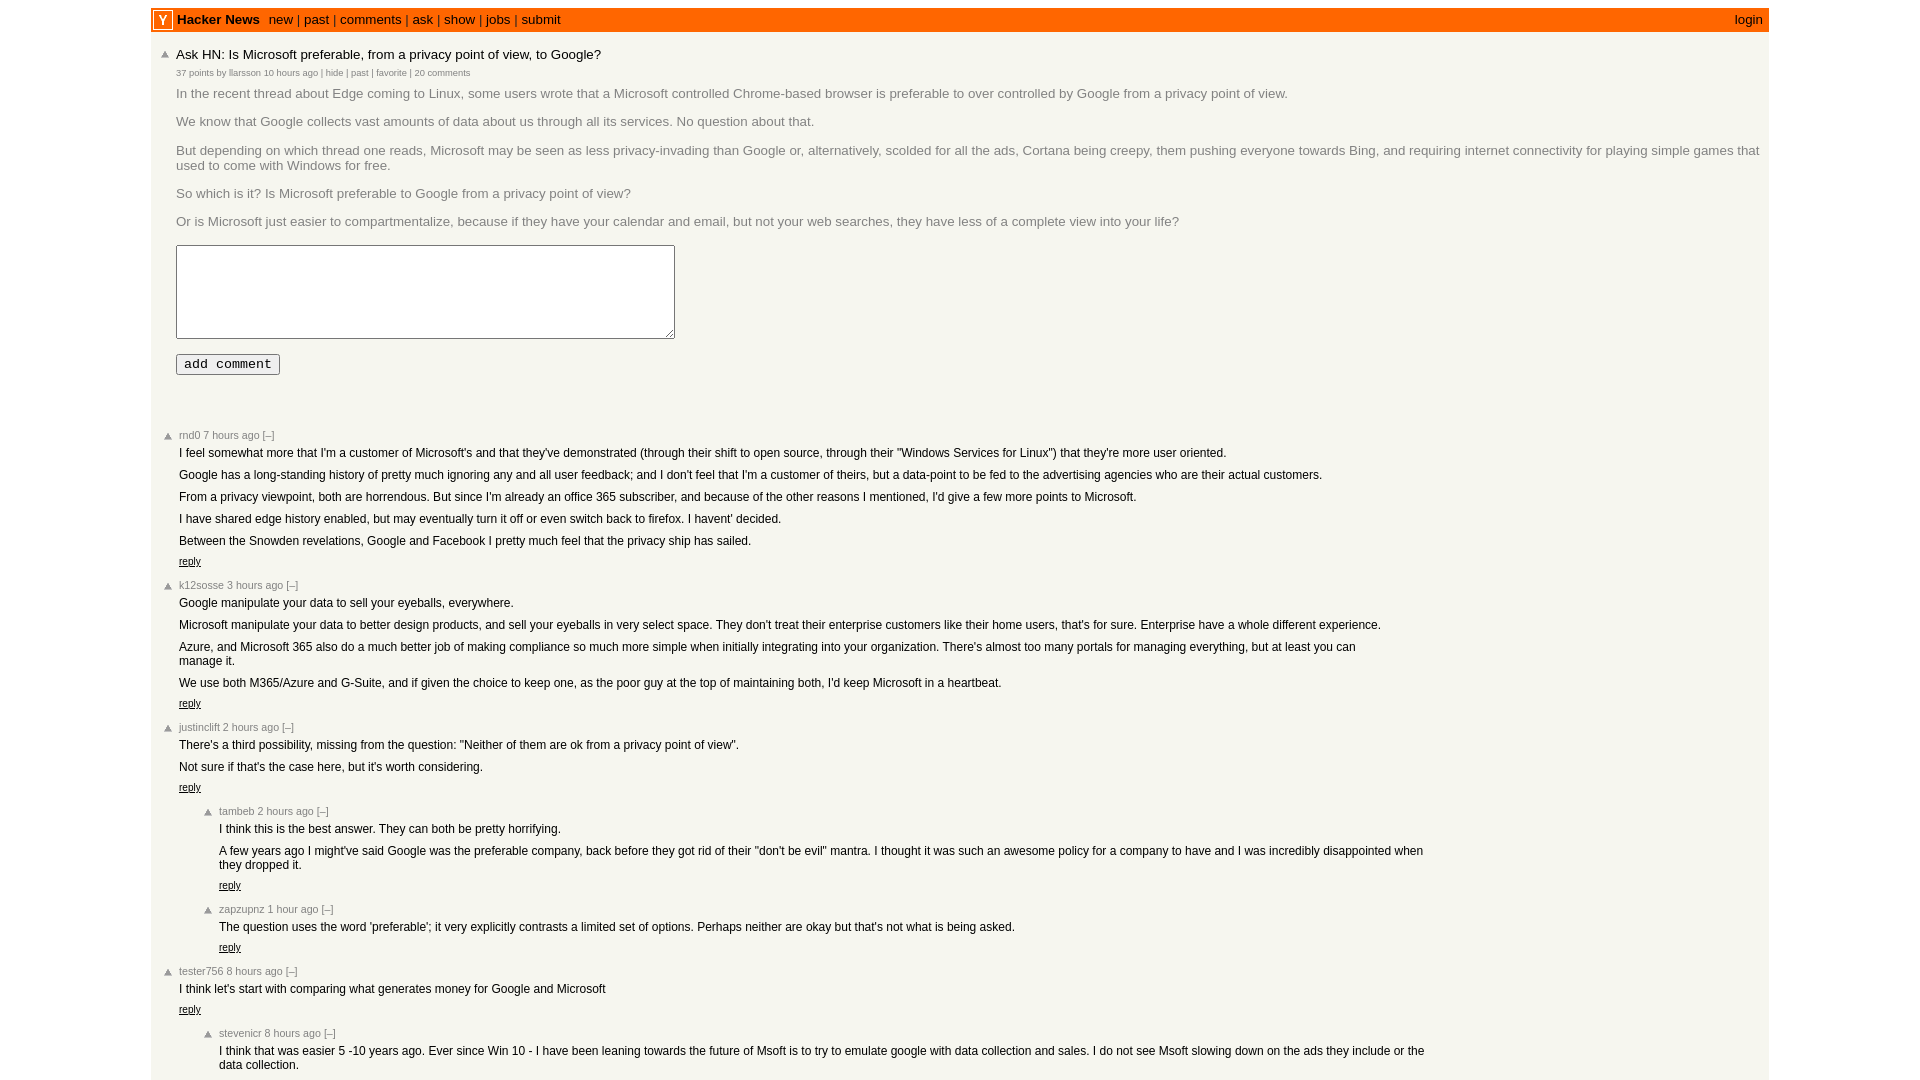 Y Hacker News new | past | comments | ask | show | jobs | submit login
Ask HN: Is Microsoft preferable, from a privacy point of view, to Google?
37 points by llarsson 10 hours ago | hide | past | favorite | 20 comments
In the recent thread about Edge coming to Linux, some users wrote that a Microsoft controlled Chrome-based browser is preferable to over controlled by Google from a privacy point of view.
We know that Google collects vast amounts of data about us through all its services. No question about that.
But depending on which thread one reads, Microsoft may be seen as less privacy-invading than Google or, alternatively, scolded for all the ads, Cortana being creepy, them pushing everyone towards Bing, and requiring internet connectivity for playing simple games that
used to come with Windows for free.
So which is it? Is Microsoft preferable to Google from a privacy point of view?
Or is Microsoft just easier to compartmentalize, because if they have your calendar and email, but not your web searches, they have less of a complete view into your life?
add comment
rnd0 7 hours ago [–]
I feel somewhat more that I'm a customer of Microsoft's and that they've demonstrated (through their shift to open source, through their "Windows Services for Linux") that they're more user oriented.
Google has a long-standing history of pretty much ignoring any and all user feedback; and I don't feel that I'm a customer of theirs, but a data-point to be fed to the advertising agencies who are their actual customers.
From a privacy viewpoint, both are horrendous. But since I'm already an office 365 subscriber, and because of the other reasons I mentioned, I'd give a few more points to Microsoft.
I have shared edge history enabled, but may eventually turn it off or even switch back to firefox. I havent' decided.
Between the Snowden revelations, Google and Facebook I pretty much feel that the privacy ship has sailed.
reply
k12sosse 3 hours ago [–]
Google manipulate your data to sell your eyeballs, everywhere.
Microsoft manipulate your data to better design products, and sell your eyeballs in very select space. They don't treat their enterprise customers like their home users, that's for sure. Enterprise have a whole different experience.
Azure, and Microsoft 365 also do a much better job of making compliance so much more simple when initially integrating into your organization. There's almost too many portals for managing everything, but at least you can
manage it.
We use both M365/Azure and G-Suite, and if given the choice to keep one, as the poor guy at the top of maintaining both, I'd keep Microsoft in a heartbeat.
reply
justinclift 2 hours ago [–]
There's a third possibility, missing from the question: "Neither of them are ok from a privacy point of view".
Not sure if that's the case here, but it's worth considering.
reply
tambeb 2 hours ago [–]
I think this is the best answer. They can both be pretty horrifying.
A few years ago I might've said Google was the preferable company, back before they got rid of their "don't be evil" mantra. I thought it was such an awesome policy for a company to have and I was incredibly disappointed when
they dropped it.
reply
zapzupnz 1 hour ago [–]
The question uses the word 'preferable'; it very explicitly contrasts a limited set of options. Perhaps neither are okay but that's not what is being asked.
reply
tester756 8 hours ago [–]
I think let's start with comparing what generates money for Google and Microsoft
reply
stevenicr 8 hours ago [–]
I think that was easier 5 -10 years ago. Ever since Win 10 - I have been leaning towards the future of Msoft is to try to emulate google with data collection and sales. I do not see Msoft slowing down on the ads they include or the
data collection.